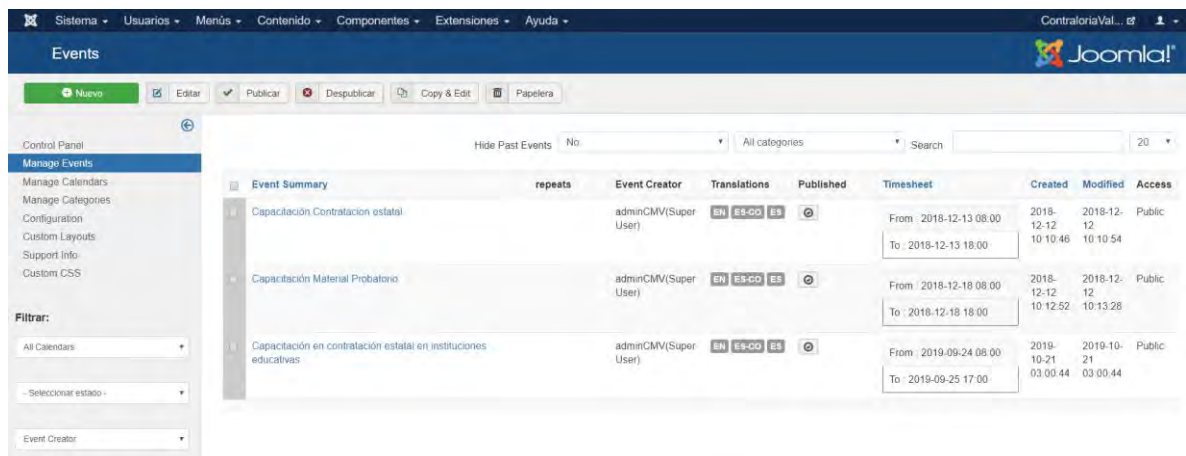 Sistema Usuarios Menús Contenido Componentes Extensiones Ayuda ContraloriaVal...
Events Joomla!
Nuevo Editar Publicar Despublicar Copy & Edit Papelera
Hide Past Events No All categories Search 20
Control Panel
Manage Events
Manage Calendars
Manage Categories
Configuration
Custom Layouts
Support Info
Custom CSS
Filtrar:
All Calendars
- Seleccionar estado -
Event Creator
Event Summary repeats Event Creator Translations Published Timesheet Created Modified Access
Capacitación Contratacion estatal adminCMV(Super User) EN ES-CO ES From : 2018-12-13 08:00 To : 2018-12-13 18:00 2018-12-12 10:10:46 2018-12-12 10:10:54 Public
Capacitación Material Probatorio adminCMV(Super User) EN ES-CO ES From : 2018-12-18 08:00 To : 2018-12-18 18:00 2018-12-12 10:12:52 2018-12-12 10:13:28 Public
Capacitación en contratación estatal en instituciones educativas adminCMV(Super User) EN ES-CO ES From : 2019-09-24 08:00 To : 2019-09-25 17:00 2019-10-21 03:00:44 2019-10-21 03:00:44 Public